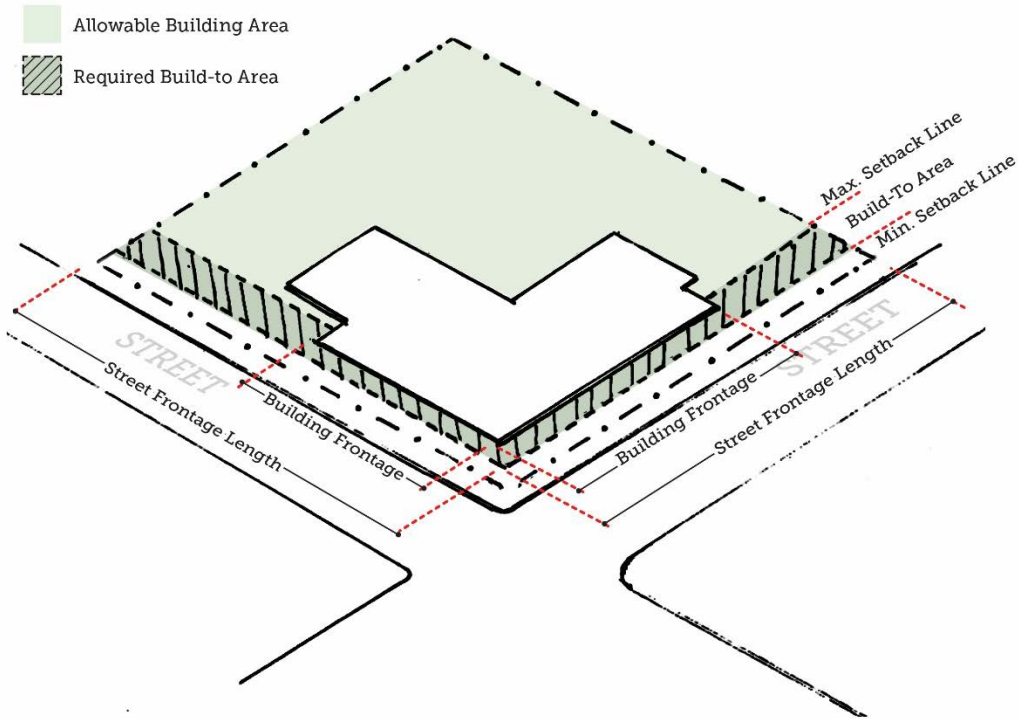 Allowable Building Area
Required Build-to Area
Max. Setback Line
Build-To Area
Min. Setback Line
STREET
STREET
Street Frontage Length
Building Frontage
Building Frontage
Street Frontage Length